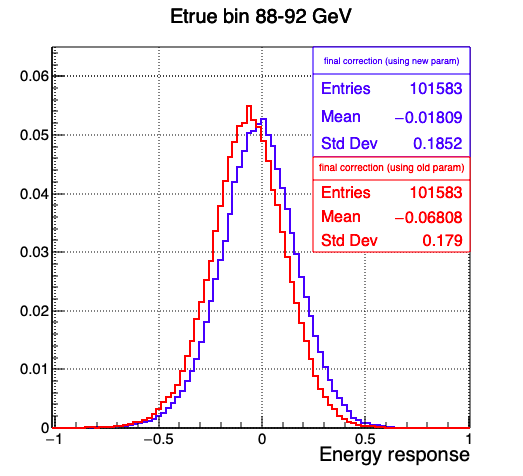 Etrue bin 88-92 GeV
final correction (using new param)
Entries 101583
Mean −0.01809
Std Dev 0.1852
final correction (using old param)
Entries 101583
Mean −0.06808
Std Dev 0.179
0.06
0.05
0.04
0.03
0.02
0.01
0
−1 −0.5 0 0.5 1
Energy response